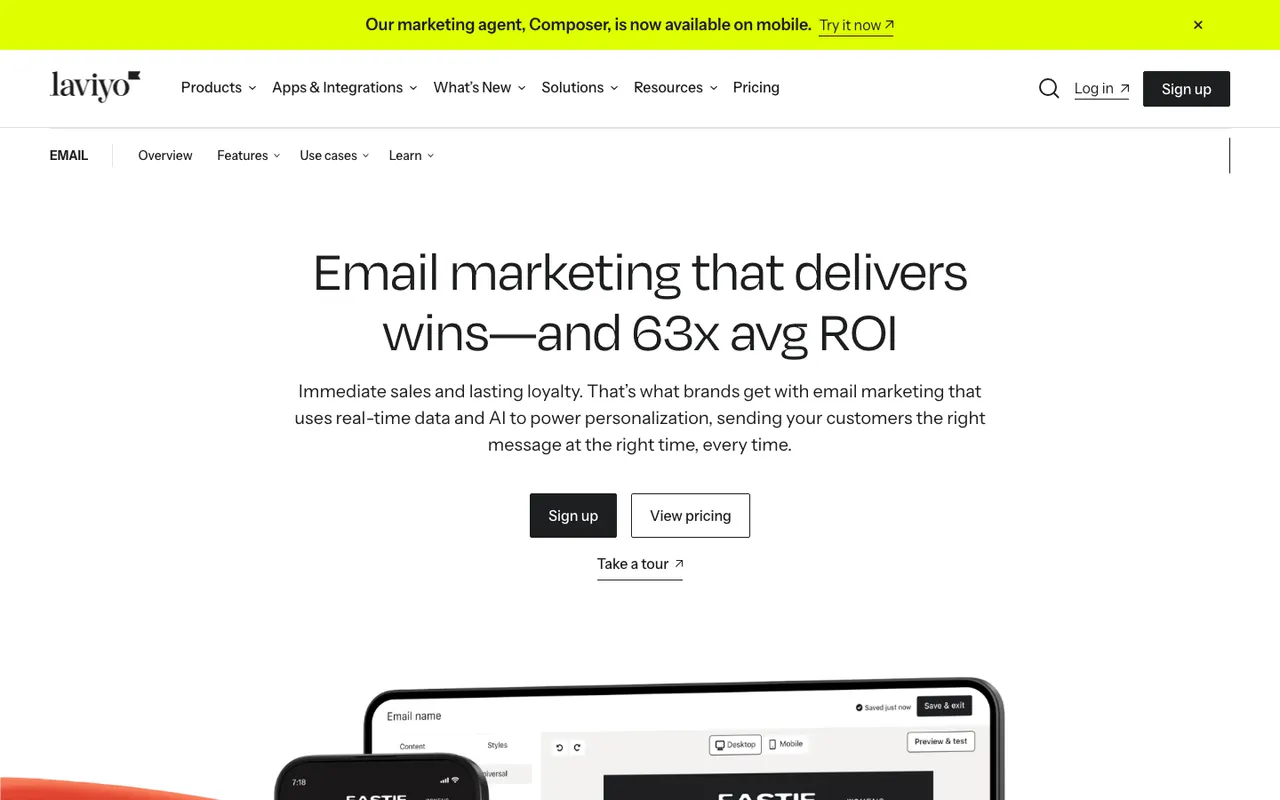 Our marketing agent, Composer, is now available on mobile. Try it now
laviyo
Products Apps & Integrations What's New Solutions Resources Pricing
Log in Sign up
EMAIL Overview Features Use cases Learn
Email marketing that delivers
wins—and 63x avg ROI
Immediate sales and lasting loyalty. That's what brands get with email marketing that
uses real-time data and AI to power personalization, sending your customers the right
message at the right time, every time.
Sign up View pricing
Take a tour
Email name
Saved just now Save & exit
Content Styles
Desktop Mobile
Preview & test
7:18